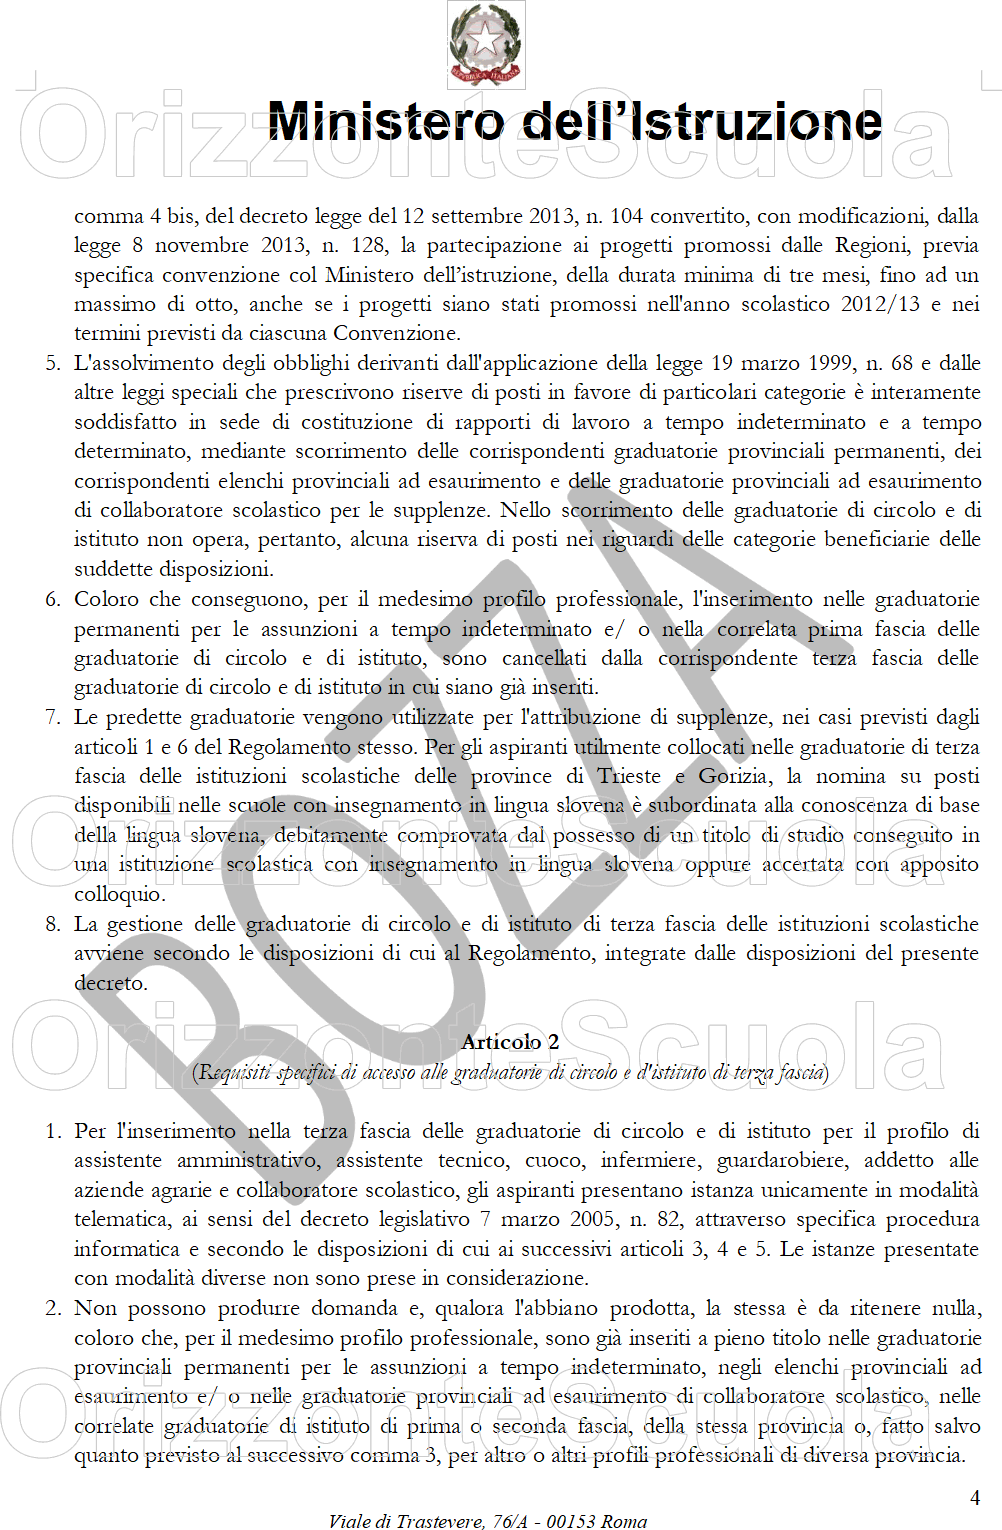 REPUBBLICA ITALIANA
Ministero dell'Istruzione
OrizzonteScuola
comma 4 bis, del decreto legge del 12 settembre 2013, n. 104 convertito, con modificazioni, dalla
legge 8 novembre 2013, n. 128, la partecipazione ai progetti promossi dalle Regioni, previa
specifica convenzione col Ministero dell'istruzione, della durata minima di tre mesi, fino ad un
massimo di otto, anche se i progetti siano stati promossi nell'anno scolastico 2012/13 e nei
termini previsti da ciascuna Convenzione.
5. L'assolvimento degli obblighi derivanti dall'applicazione della legge 19 marzo 1999, n. 68 e dalle
altre leggi speciali che prescrivono riserve di posti in favore di particolari categorie è interamente
soddisfatto in sede di costituzione di rapporti di lavoro a tempo indeterminato e a tempo
determinato, mediante scorrimento delle corrispondenti graduatorie provinciali permanenti, dei
corrispondenti elenchi provinciali ad esaurimento e delle graduatorie provinciali ad esaurimento
di collaboratore scolastico per le supplenze. Nello scorrimento delle graduatorie di circolo e di
istituto non opera, pertanto, alcuna riserva di posti nei riguardi delle categorie beneficiarie delle
suddette disposizioni.
6. Coloro che conseguono, per il medesimo profilo professionale, l'inserimento nelle graduatorie
permanenti per le assunzioni a tempo indeterminato e/ o nella correlata prima fascia delle
graduatorie di circolo e di istituto, sono cancellati dalla corrispondente terza fascia delle
graduatorie di circolo e di istituto in cui siano già inseriti.
7. Le predette graduatorie vengono utilizzate per l'attribuzione di supplenze, nei casi previsti dagli
articoli 1 e 6 del Regolamento stesso. Per gli aspiranti utilmente collocati nelle graduatorie di terza
fascia delle istituzioni scolastiche delle province di Trieste e Gorizia, la nomina su posti
disponibili nelle scuole con insegnamento in lingua slovena è subordinata alla conoscenza di base
della lingua slovena, debitamente comprovata dal possesso di un titolo di studio conseguito in
una istituzione scolastica con insegnamento in lingua slovena oppure accertata con apposito
colloquio.
OrizzonteScuola
8. La gestione delle graduatorie di circolo e di istituto di terza fascia delle istituzioni scolastiche
avviene secondo le disposizioni di cui al Regolamento, integrate dalle disposizioni del presente
decreto.
BOZZA
Articolo 2
OrizzonteScuola
(Requisiti specifici di accesso alle graduatorie di circolo e d'istituto di terza fascia)
1. Per l'inserimento nella terza fascia delle graduatorie di circolo e di istituto per il profilo di
assistente amministrativo, assistente tecnico, cuoco, infermiere, guardarobiere, addetto alle
aziende agrarie e collaboratore scolastico, gli aspiranti presentano istanza unicamente in modalità
telematica, ai sensi del decreto legislativo 7 marzo 2005, n. 82, attraverso specifica procedura
informatica e secondo le disposizioni di cui ai successivi articoli 3, 4 e 5. Le istanze presentate
con modalità diverse non sono prese in considerazione.
2. Non possono produrre domanda e, qualora l'abbiano prodotta, la stessa è da ritenere nulla,
coloro che, per il medesimo profilo professionale, sono già inseriti a pieno titolo nelle graduatorie
provinciali permanenti per le assunzioni a tempo indeterminato, negli elenchi provinciali ad
esaurimento e/ o nelle graduatorie provinciali ad esaurimento di collaboratore scolastico, nelle
correlate graduatorie di istituto di prima o seconda fascia, della stessa provincia o, fatto salvo
quanto previsto al successivo comma 3, per altro o altri profili professionali di diversa provincia.
OrizzonteScuola
4
Viale di Trastevere, 76/A - 00153 Roma